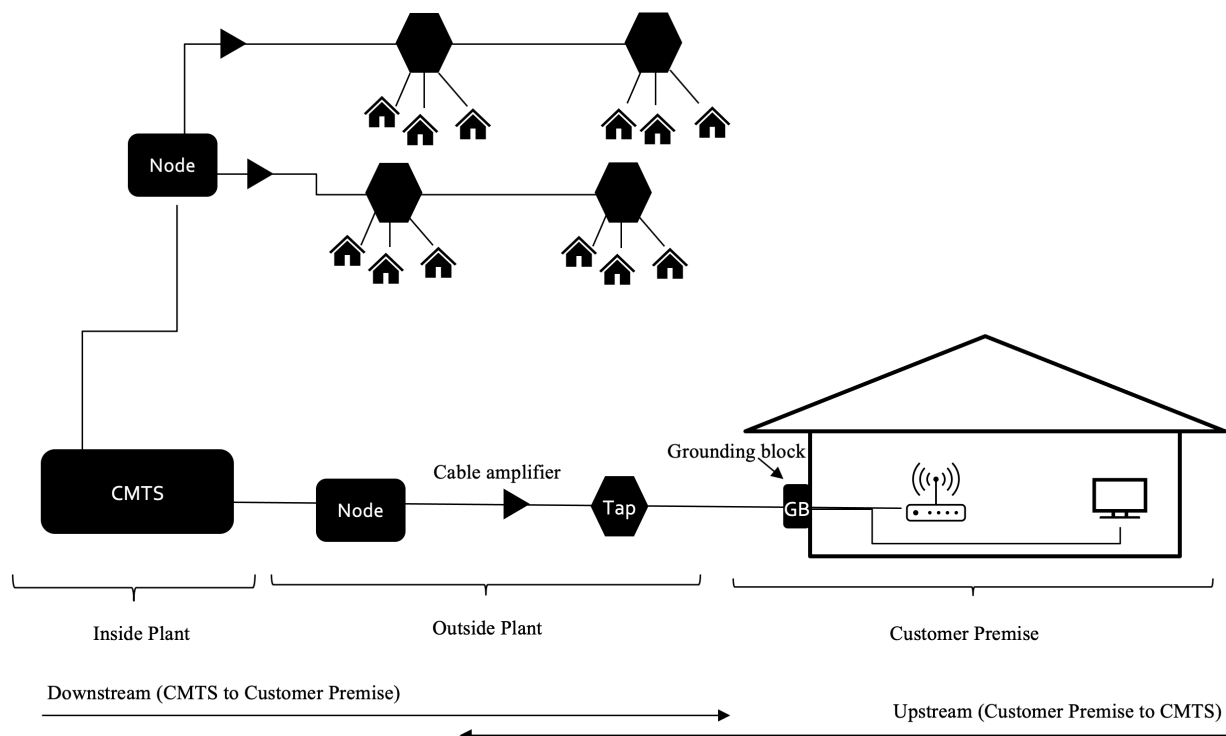 Node
Grounding block
Cable amplifier
CMTS
Node
Tap
GB
Inside Plant
Outside Plant
Customer Premise
Downstream (CMTS to Customer Premise)
Upstream (Customer Premise to CMTS)